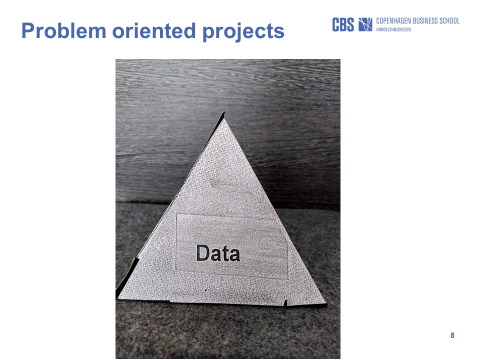 Problem oriented projects
CBS COPENHAGEN BUSINESS SCHOOL
HANDELSHØJSKOLEN
Data
8